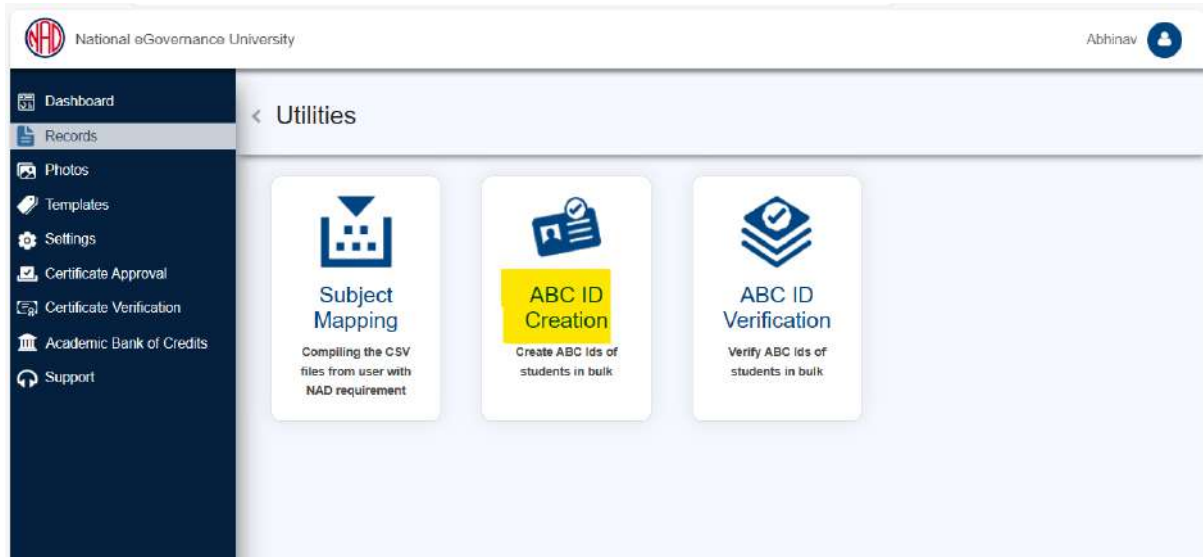 NAD
National eGovernance University
Abhinav
Dashboard
Records
Photos
Templates
Settings
Certificate Approval
Certificate Verification
Academic Bank of Credits
Support
< Utilities
Subject
Mapping
Compiling the CSV
files from user with
NAD requirement
ABC ID
Creation
Create ABC Ids of
students in bulk
ABC ID
Verification
Verify ABC Ids of
students in bulk